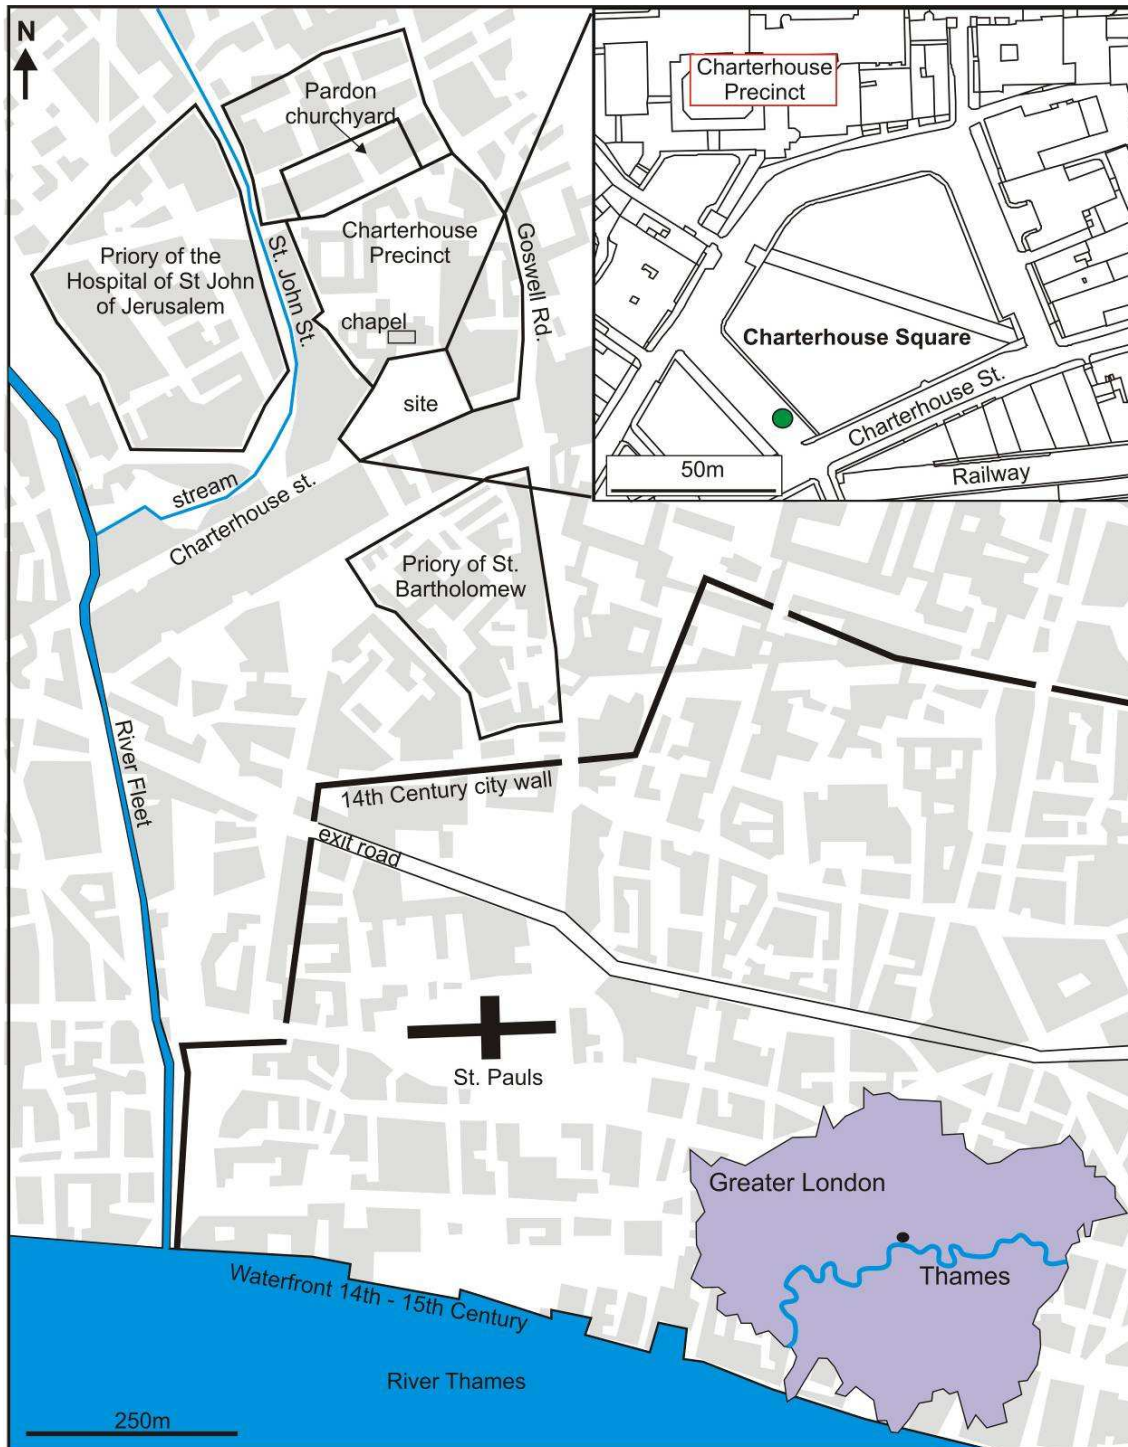 N
Pardon
churchyard
Charterhouse
Precinct
Priory of the
Hospital of St John
of Jerusalem
St. John St.
Charterhouse
Precinct
Goswell Rd.
chapel
site
Charterhouse Square
Charterhouse St.
50m
Railway
stream
Charterhouse st.
Priory of St.
Bartholomew
River Fleet
14th Century city wall
exit road
St. Pauls
Greater London
Thames
Waterfront 14th - 15th Century
River Thames
250m